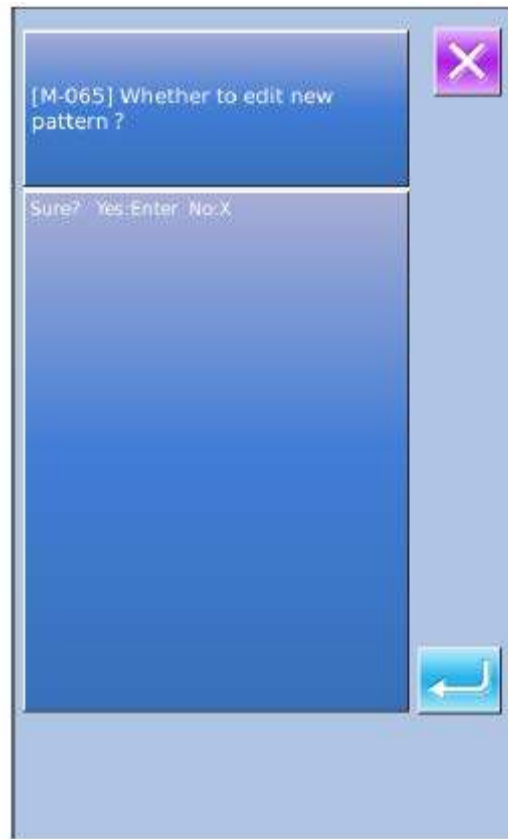 [M-065] Whether to edit new
pattern ?
Sure? Yes:Enter No:X